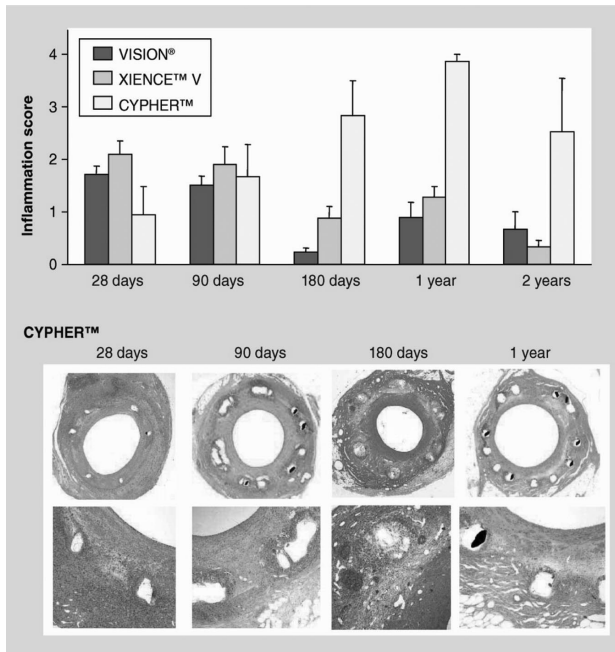 Inflammation score
4
3
2
1
0
VISION®
XIENCE™ V
CYPHER™
28 days 90 days 180 days 1 year 2 years
CYPHER™
28 days 90 days 180 days 1 year